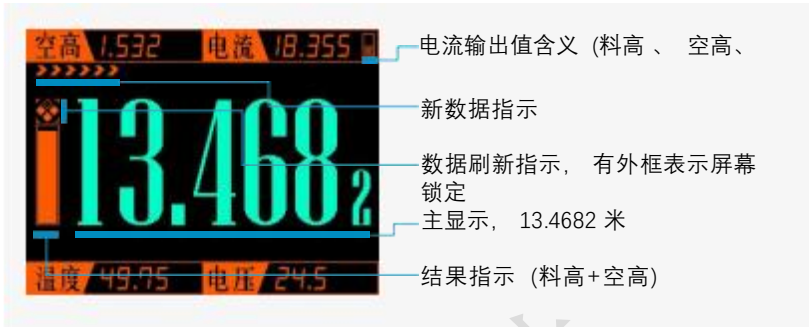 空高 1.532 电流 18.355
>>>>>>
13.4682
温度 49.75 电压 24.5
电流输出值含义 (料高 、 空高、
新数据指示
数据刷新指示, 有外框表示屏幕
锁定
主显示, 13.4682 米
结果指示 (料高+空高)